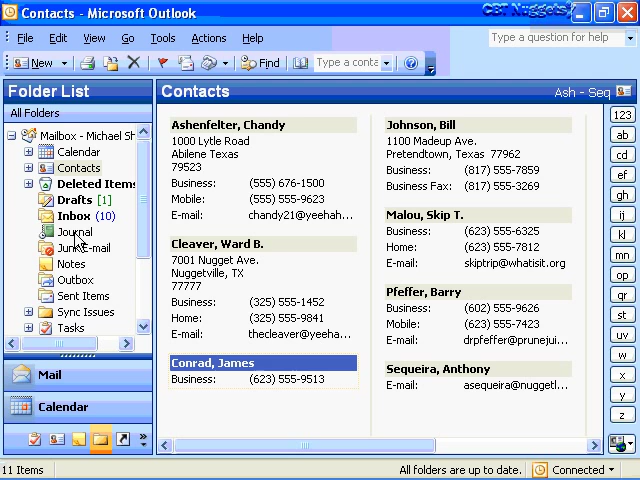 Contacts - Microsoft Outlook
CBT Nuggets
File Edit View Go Tools Actions Help
Type a question for help
New
Find
Type a conta
Folder List
All Folders
Mailbox - Michael Sh
Calendar
Contacts
Deleted Items
Drafts [1]
Inbox (10)
Journal
Junk E-mail
Notes
Outbox
Sent Items
Sync Issues
Tasks
Mail
Calendar
Contacts
Ash - Seq
Ashenfelter, Chandy
1000 Lytle Road
Abilene Texas
79523
Business: (555) 676-1500
Mobile: (555) 555-9623
E-mail: chandy21@yeehah...
Cleaver, Ward B.
7001 Nugget Ave.
Nuggetville, TX
77777
Business: (325) 555-1452
Home: (325) 555-9841
E-mail: thecleaver@yeeha...
Conrad, James
Business: (623) 555-9513
Johnson, Bill
1100 Madeup Ave.
Pretendtown, Texas 77962
Business: (817) 555-7859
Business Fax: (817) 555-3269
Malou, Skip T.
Business: (623) 555-6325
Home: (623) 555-7812
E-mail: skiptrip@whatisit.org
Pfeffer, Barry
Business: (602) 555-9626
Mobile: (623) 555-7423
E-mail: drpfeffer@prunejui...
Sequeira, Anthony
E-mail: asequeira@nuggetl...
123
ab
cd
ef
gh
ij
kl
mn
op
qr
st
uv
w
x
y
z
11 Items
All folders are up to date.
Connected